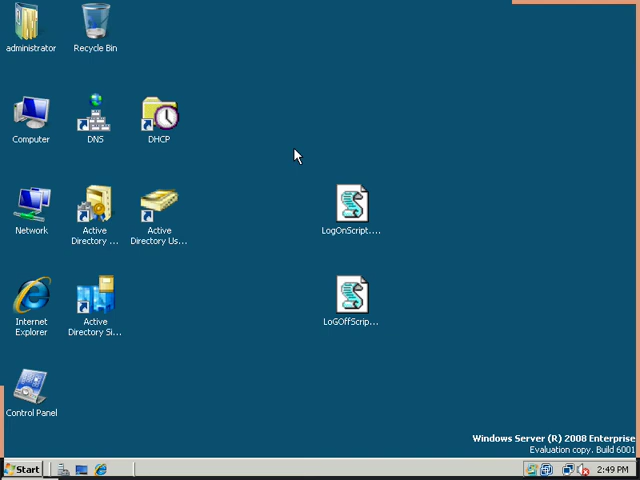 administrator
Recycle Bin
Computer
DNS
DHCP
Network
Active
Directory ...
Active
Directory Us...
LogOnScript....
Internet
Explorer
Active
Directory Si...
LoGOffScrip...
Control Panel
Windows Server (R) 2008 Enterprise
Evaluation copy. Build 6001
Start
2:49 PM